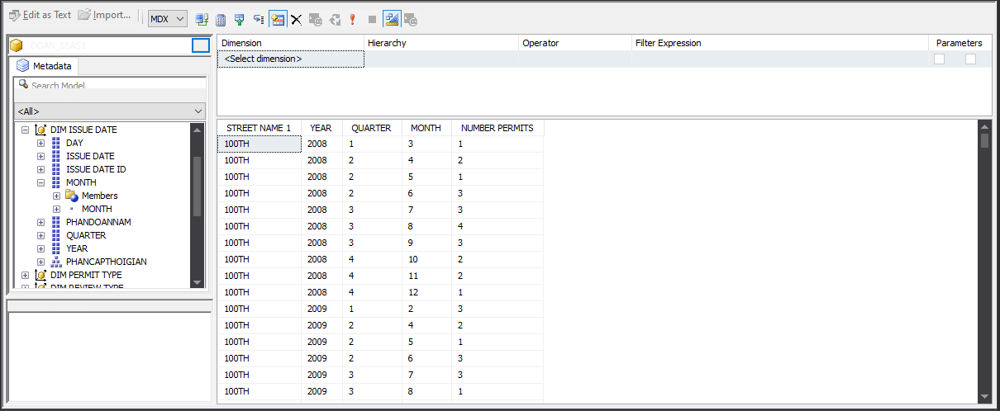 Edit as Text Import... MDX
Metadata
Search Model
<All>
DIM ISSUE DATE
DAY
ISSUE DATE
ISSUE DATE ID
MONTH
Members
MONTH
PHANDOANNAM
QUARTER
YEAR
PHANCAPTHOIGIAN
DIM PERMIT TYPE
DIM REVIEW TYPE
Dimension Hierarchy Operator Filter Expression Parameters
<Select dimension>
STREET NAME 1 YEAR QUARTER MONTH NUMBER PERMITS
100TH 2008 1 3 1
100TH 2008 2 4 2
100TH 2008 2 5 1
100TH 2008 2 6 3
100TH 2008 3 7 3
100TH 2008 3 8 4
100TH 2008 3 9 3
100TH 2008 4 10 2
100TH 2008 4 11 2
100TH 2008 4 12 1
100TH 2009 1 2 3
100TH 2009 2 4 2
100TH 2009 2 5 1
100TH 2009 2 6 3
100TH 2009 3 7 3
100TH 2009 3 8 1